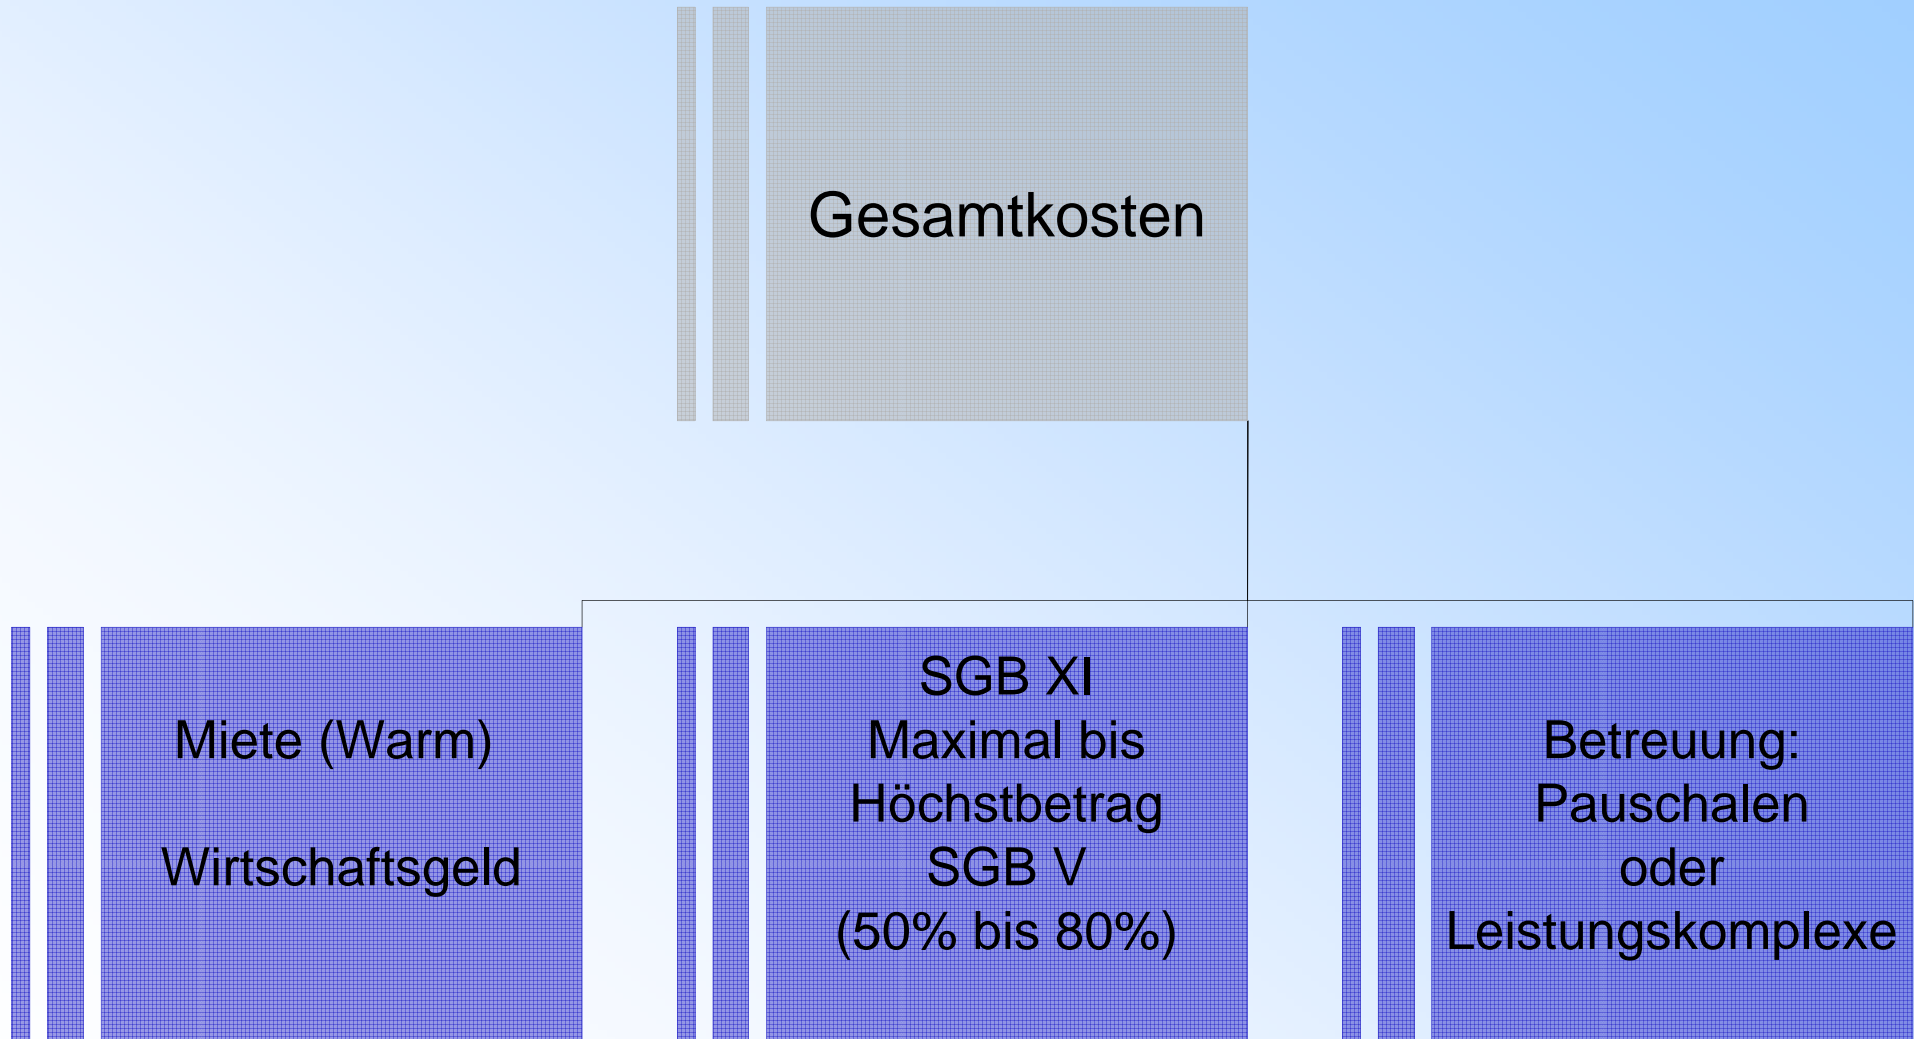 Gesamtkosten
Miete (Warm)
Wirtschaftsgeld
SGB XI
Maximal bis
Höchstbetrag
SGB V
(50% bis 80%)
Betreuung:
Pauschalen
oder
Leistungskomplexe